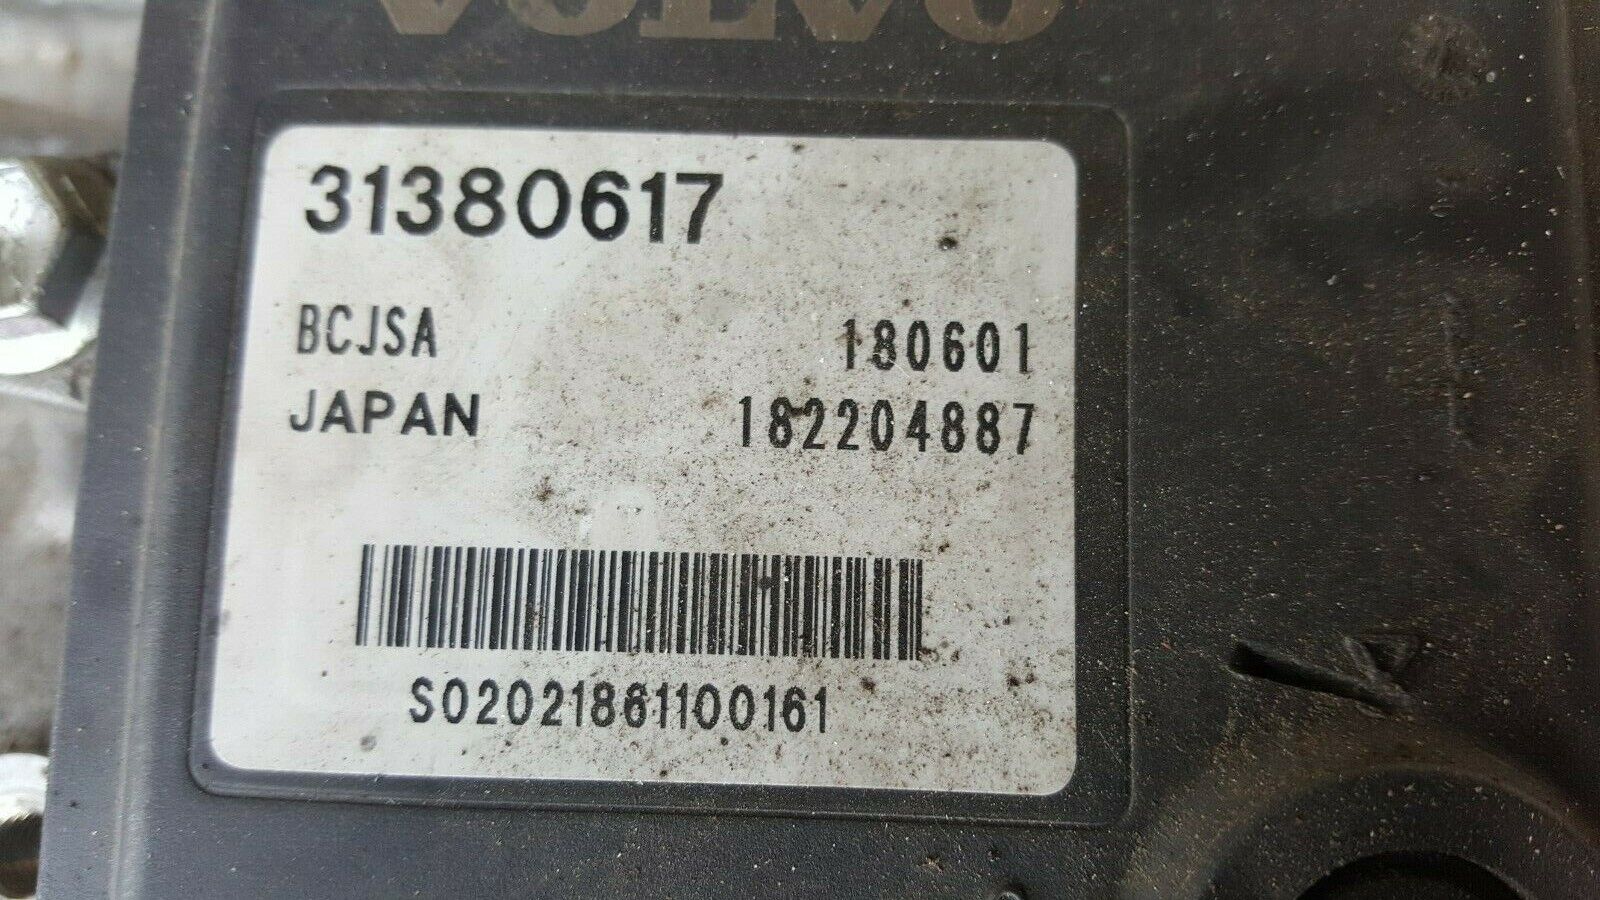 VOLVO
31380617
BCJSA 180601
JAPAN 182204887
S02021861100161